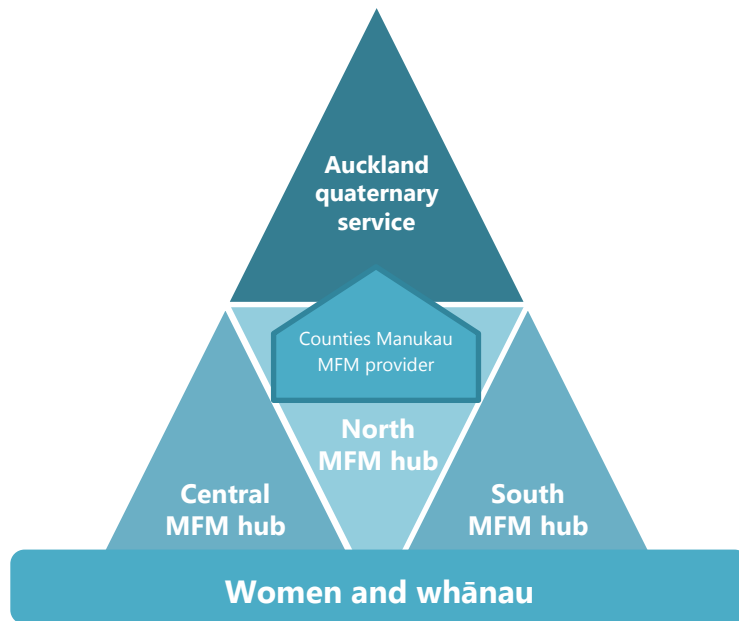 Auckland
quaternary
service
Counties Manukau
MFM provider
North
MFM hub
Central
MFM hub
South
MFM hub
Women and whānau